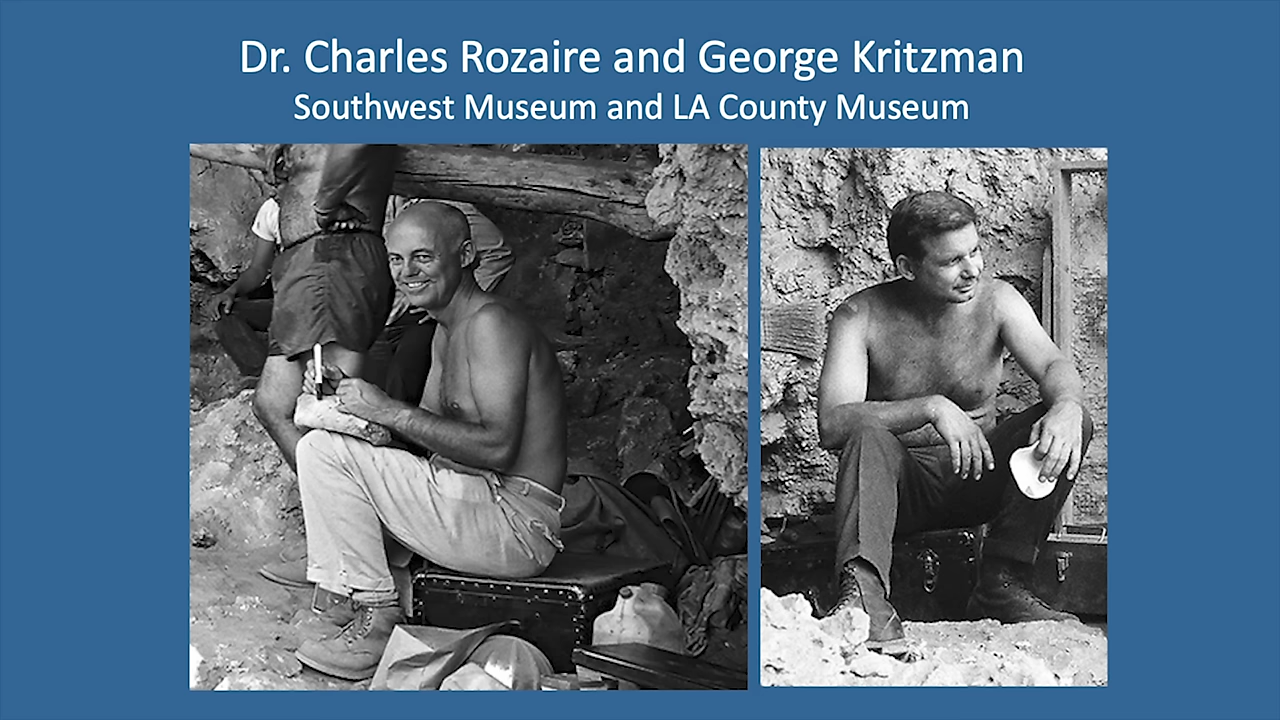 Dr. Charles Rozaire and George Kritzman
Southwest Museum and LA County Museum